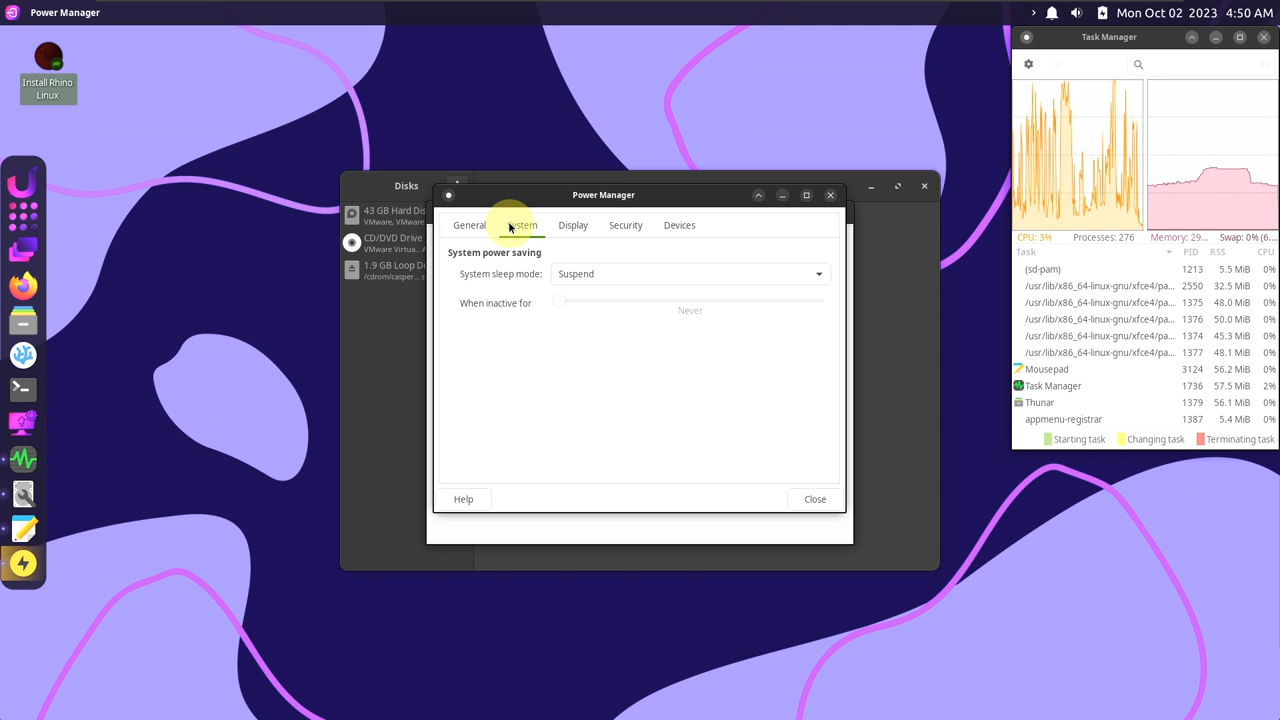 Power Manager
Mon Oct 02 2023 4:50 AM
Install Rhino
Linux
Task Manager
CPU: 3% Processes: 276 Memory: 29... Swap: 0% (6....
Task PID RSS CPU
(sd-pam) 1213 5.5 MiB 0%
/usr/lib/x86_64-linux-gnu/xfce4/pa... 2550 32.5 MiB 0%
/usr/lib/x86_64-linux-gnu/xfce4/pa... 1375 48.0 MiB 0%
/usr/lib/x86_64-linux-gnu/xfce4/pa... 1376 50.0 MiB 0%
/usr/lib/x86_64-linux-gnu/xfce4/pa... 1374 45.3 MiB 0%
/usr/lib/x86_64-linux-gnu/xfce4/pa... 1377 48.1 MiB 0%
Mousepad 3124 56.2 MiB 0%
Task Manager 1736 57.5 MiB 2%
Thunar 1379 56.1 MiB 0%
appmenu-registrar 1387 5.4 MiB 0%
Starting task Changing task Terminating task
Disks
43 GB Hard Dis
VMware, VMware
CD/DVD Drive
VMware Virtua...
1.9 GB Loop De
/cdrom/casper...
Power Manager
General System Display Security Devices
System power saving
System sleep mode: Suspend
When inactive for
Never
Help Close